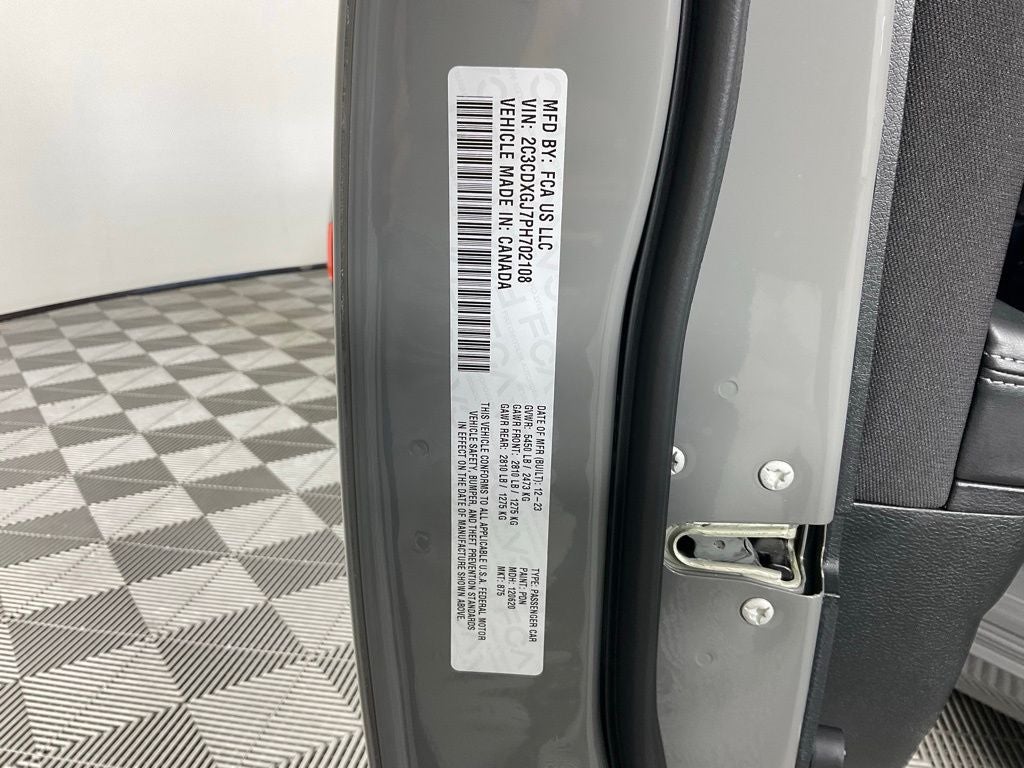 MFD BY: FCA US LLC
VIN: 2C3CDXGJ7PH702108
VEHICLE MADE IN: CANADA
DATE OF MFR (BUILT): 12-23
GVWR: 5450 LB / 2473 KG
GAWR FRONT: 2810 LB / 1275 KG
GAWR REAR: 2810 LB / 1275 KG
TYPE: PASSENGER CAR
PAINT: PDN
MDH: 120620
MKT: 875
THIS VEHICLE CONFORMS TO ALL APPLICABLE U.S.A. FEDERAL MOTOR
VEHICLE SAFETY, BUMPER, AND THEFT PREVENTION STANDARDS
IN EFFECT ON THE DATE OF MANUFACTURE SHOWN ABOVE.